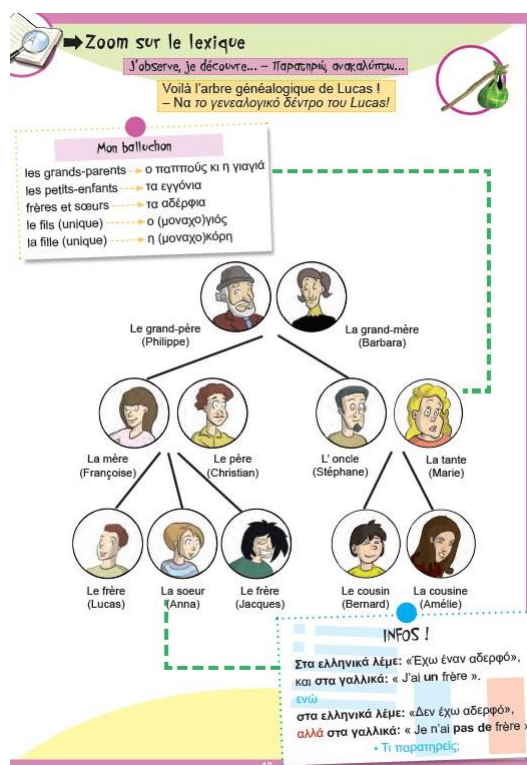 Zoom sur le lexique
J'observe, je découvre... – Παρατηρώ, ανακαλύπτω...
Voilà l'arbre généalogique de Lucas !
– Να το γενεαλογικό δέντρο του Lucas!
Mon balluchon
les grands-parents ο παππούς κι η γιαγιά
les petits-enfants τα εγγόνια
frères et sœurs τα αδέρφια
le fils (unique) ο (μοναχο)γιός
la fille (unique) η (μοναχο)κόρη
Le grand-père
(Philippe)
La grand-mère
(Barbara)
La mère
(Françoise)
Le père
(Christian)
L' oncle
(Stéphane)
La tante
(Marie)
Le frère
(Lucas)
La soeur
(Anna)
Le frère
(Jacques)
Le cousin
(Bernard)
La cousine
(Amélie)
INFOS !
Στα ελληνικά λέμε: «Έχω έναν αδερφό»,
και στα γαλλικά: « J'ai un frère ».
ενώ
στα ελληνικά λέμε: «Δεν έχω αδερφό»,
αλλά στα γαλλικά: « Je n'ai pas de frère »
• Τι παρατηρείς;